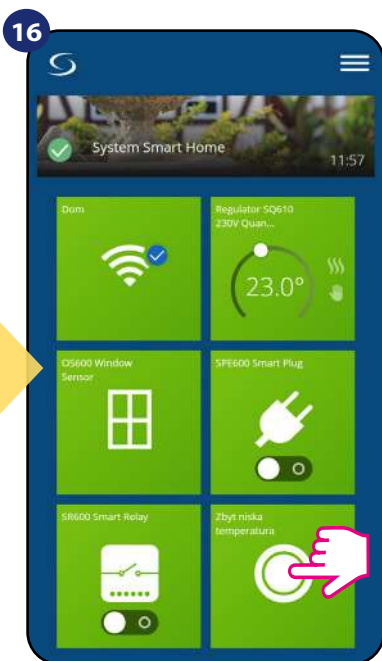 16
System Smart Home
11:57
Dom
Regulator SQ610
230V Quan...
23.0°
OS600 Window
Sensor
SPE600 Smart Plug
SR600 Smart Relay
Zbyt niska
temperatura